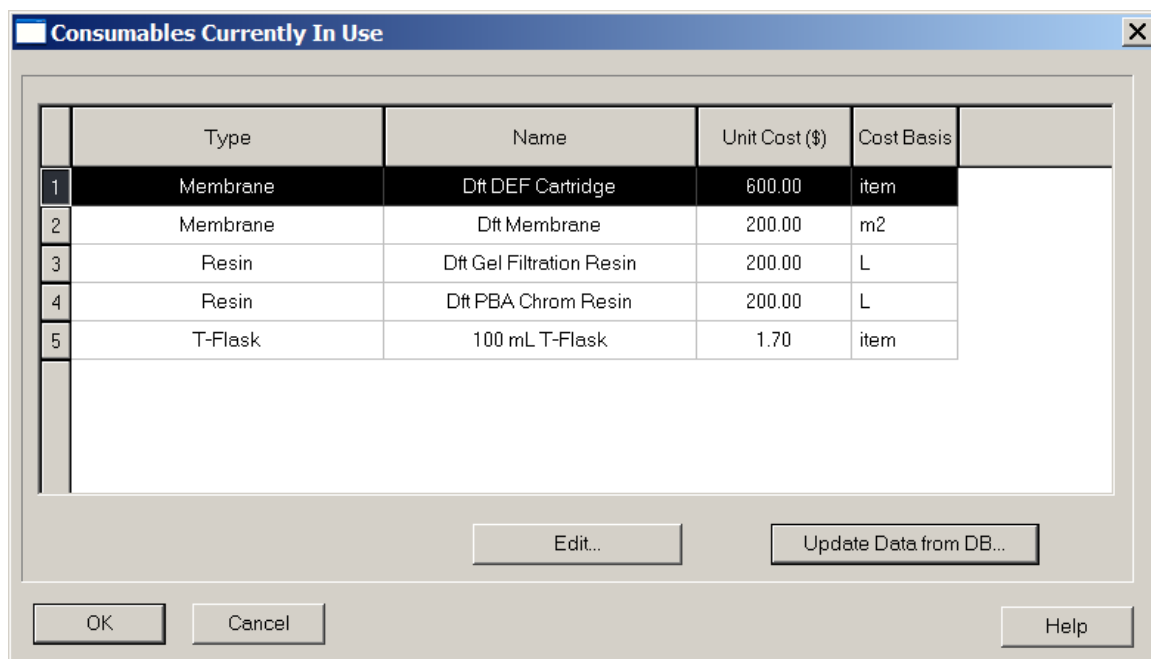 Consumables Currently In Use
Type Name Unit Cost ($) Cost Basis
1 Membrane Dft DEF Cartridge 600.00 item
2 Membrane Dft Membrane 200.00 m2
3 Resin Dft Gel Filtration Resin 200.00 L
4 Resin Dft PBA Chrom Resin 200.00 L
5 T-Flask 100 mL T-Flask 1.70 item
Edit... Update Data from DB...
OK Cancel Help